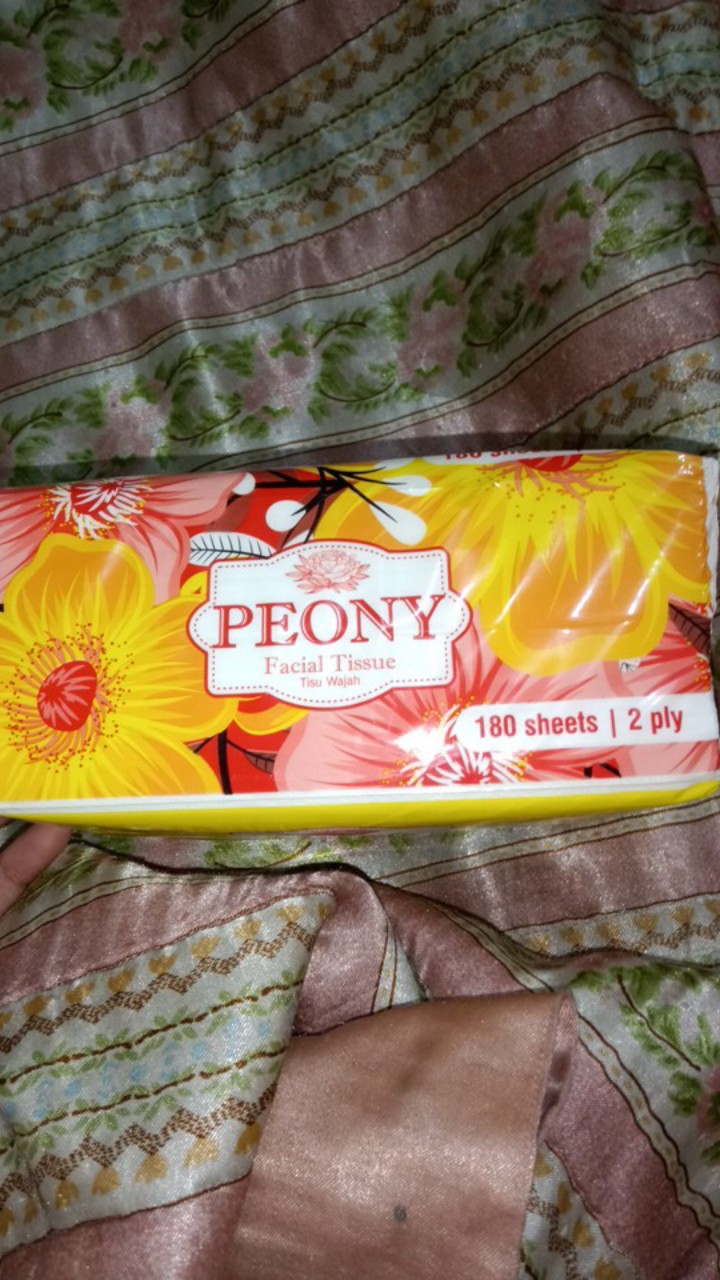 PEONY
Facial Tissue
Tisu Wajah
180 sheets | 2 ply